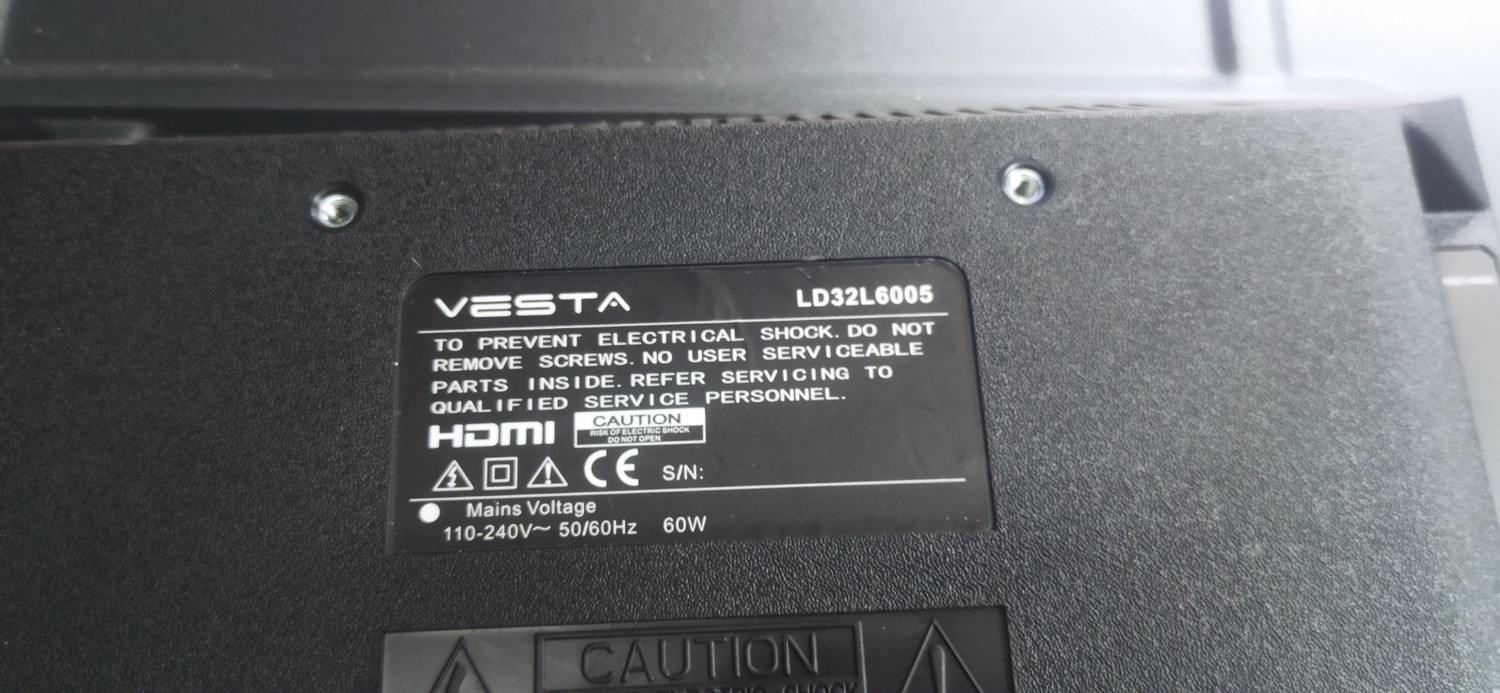 VESTA LD32L6005
TO PREVENT ELECTRICAL SHOCK. DO NOT
REMOVE SCREWS. NO USER SERVICEABLE
PARTS INSIDE. REFER SERVICING TO
QUALIFIED SERVICE PERSONNEL.
HDMI CAUTION
RISK OF ELECTRIC SHOCK
DO NOT OPEN
CE S/N:
Mains Voltage
110-240V~ 50/60Hz 60W
CAUTION
ELECTRIC SHOCK